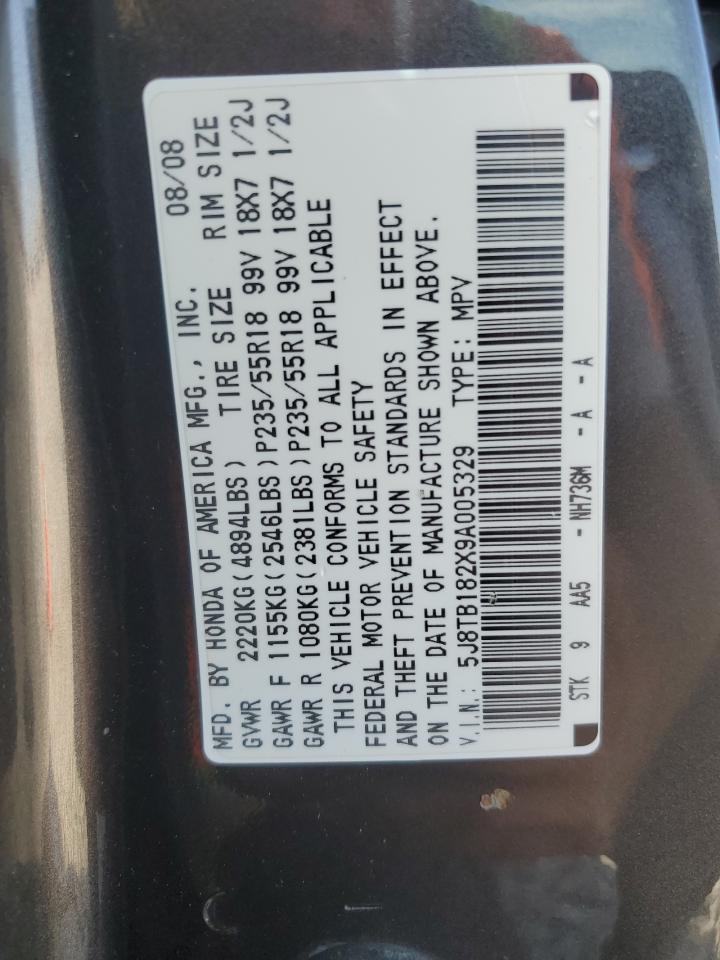 MFD. BY HONDA OF AMERICA MFG., INC. 08/08
GVWR 2220KG(4894LBS) TIRE SIZE RIM SIZE
GAWR F 1155KG(2546LBS)P235/55R18 99V 18X7 1/2J
GAWR R 1080KG(2381LBS)P235/55R18 99V 18X7 1/2J
THIS VEHICLE CONFORMS TO ALL APPLICABLE
FEDERAL MOTOR VEHICLE SAFETY
AND THEFT PREVENTION STANDARDS IN EFFECT
ON THE DATE OF MANUFACTURE SHOWN ABOVE.
V.I.N.: 5J8TB182X9A005329 TYPE: MPV
STK 9 AA5 - NH736M - A - A